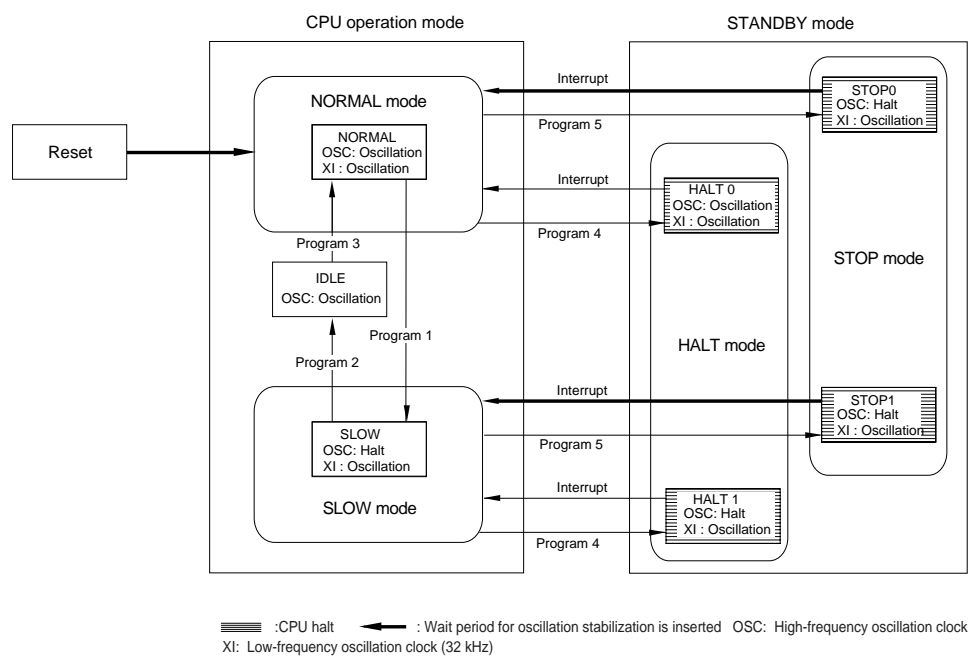 CPU operation mode
STANDBY mode
Reset
NORMAL mode
NORMAL
OSC: Oscillation
XI : Oscillation
Program 3
IDLE
OSC: Oscillation
Program 1
Program 2
SLOW
OSC: Halt
XI : Oscillation
SLOW mode
Interrupt
Program 5
Interrupt
Program 4
Interrupt
Program 5
Interrupt
Program 4
STOP0
OSC: Halt
XI : Oscillation
HALT 0
OSC: Oscillation
XI : Oscillation
STOP mode
HALT mode
STOP1
OSC: Halt
XI : Oscillation
HALT 1
OSC: Halt
XI : Oscillation
:CPU halt : Wait period for oscillation stabilization is inserted OSC: High-frequency oscillation clock
XI: Low-frequency oscillation clock (32 kHz)